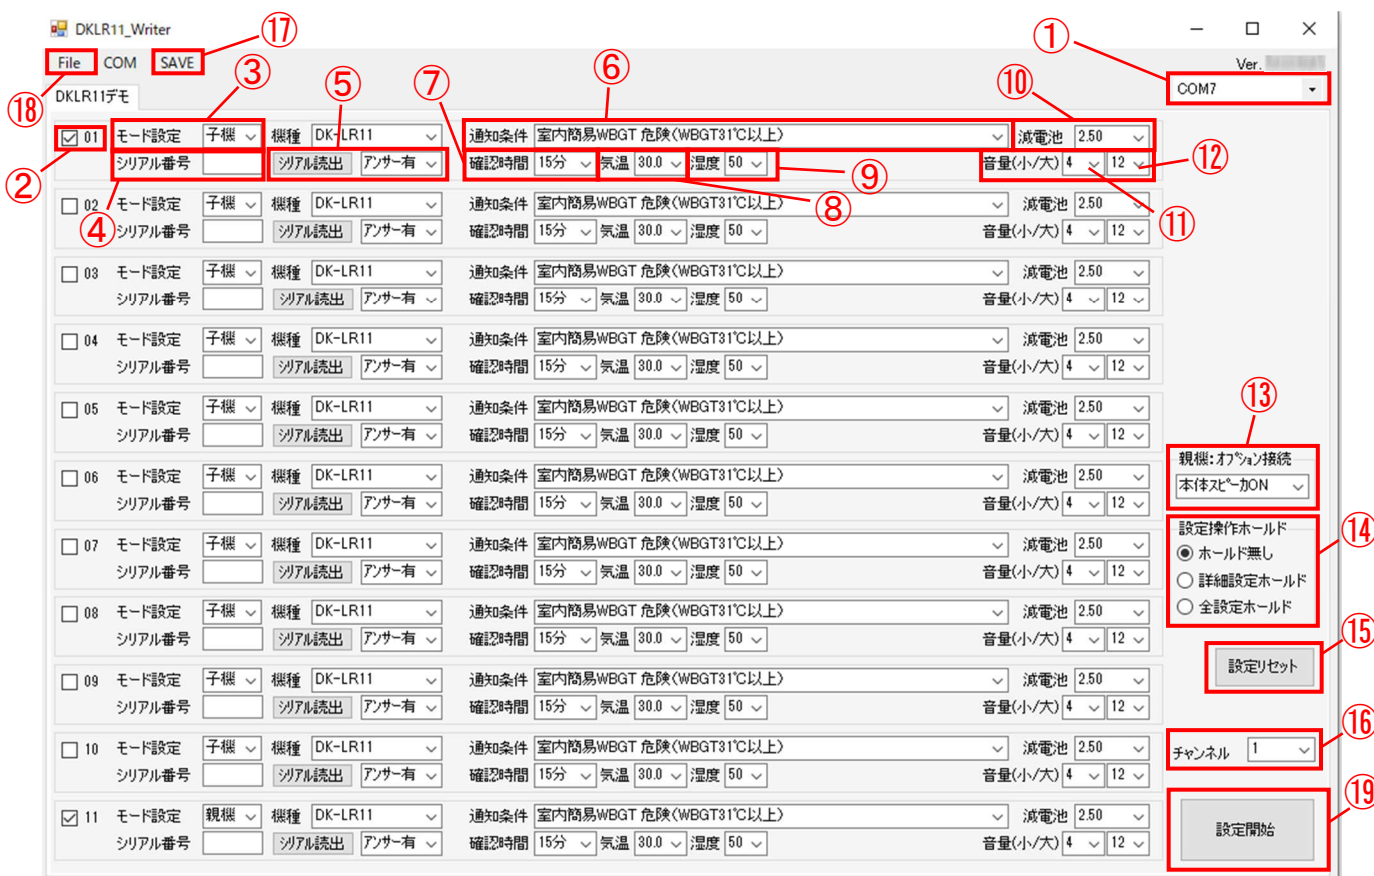 DKLR11_Writer
⑰
①
File COM SAVE
Ver.
③
⑤
⑦
⑥
⑩
COM7
⑱
DKLR11デモ
01 モード設定 子機 機種 DK-LR11 通知条件 室内簡易WBGT 危険(WBGT31℃以上) 減電池 2.50
シリアル番号 シリアル読出 アンサー有 確認時間 15分 気温 30.0 湿度 50 音量(小/大) 4 12
⑫
②
⑨
④
⑧
⑪
02 モード設定 子機 機種 DK-LR11 通知条件 室内簡易WBGT 危険(WBGT31℃以上) 減電池 2.50
シリアル番号 シリアル読出 アンサー有 確認時間 15分 気温 30.0 湿度 50 音量(小/大) 4 12
03 モード設定 子機 機種 DK-LR11 通知条件 室内簡易WBGT 危険(WBGT31℃以上) 減電池 2.50
シリアル番号 シリアル読出 アンサー有 確認時間 15分 気温 30.0 湿度 50 音量(小/大) 4 12
04 モード設定 子機 機種 DK-LR11 通知条件 室内簡易WBGT 危険(WBGT31℃以上) 減電池 2.50
シリアル番号 シリアル読出 アンサー有 確認時間 15分 気温 30.0 湿度 50 音量(小/大) 4 12
05 モード設定 子機 機種 DK-LR11 通知条件 室内簡易WBGT 危険(WBGT31℃以上) 減電池 2.50
シリアル番号 シリアル読出 アンサー有 確認時間 15分 気温 30.0 湿度 50 音量(小/大) 4 12
06 モード設定 子機 機種 DK-LR11 通知条件 室内簡易WBGT 危険(WBGT31℃以上) 減電池 2.50
シリアル番号 シリアル読出 アンサー有 確認時間 15分 気温 30.0 湿度 50 音量(小/大) 4 12
07 モード設定 子機 機種 DK-LR11 通知条件 室内簡易WBGT 危険(WBGT31℃以上) 減電池 2.50
シリアル番号 シリアル読出 アンサー有 確認時間 15分 気温 30.0 湿度 50 音量(小/大) 4 12
08 モード設定 子機 機種 DK-LR11 通知条件 室内簡易WBGT 危険(WBGT31℃以上) 減電池 2.50
シリアル番号 シリアル読出 アンサー有 確認時間 15分 気温 30.0 湿度 50 音量(小/大) 4 12
09 モード設定 子機 機種 DK-LR11 通知条件 室内簡易WBGT 危険(WBGT31℃以上) 減電池 2.50
シリアル番号 シリアル読出 アンサー有 確認時間 15分 気温 30.0 湿度 50 音量(小/大) 4 12
10 モード設定 子機 機種 DK-LR11 通知条件 室内簡易WBGT 危険(WBGT31℃以上) 減電池 2.50
シリアル番号 シリアル読出 アンサー有 確認時間 15分 気温 30.0 湿度 50 音量(小/大) 4 12
11 モード設定 親機 機種 DK-LR11 通知条件 室内簡易WBGT 危険(WBGT31℃以上) 減電池 2.50
シリアル番号 シリアル読出 アンサー有 確認時間 15分 気温 30.0 湿度 50 音量(小/大) 4 12
⑬
親機:オプション接続
本体スピーカON
⑭
設定操作ホールド
ホールド無し
詳細設定ホールド
全設定ホールド
⑮
設定リセット
⑯
チャンネル 1
⑲
設定開始